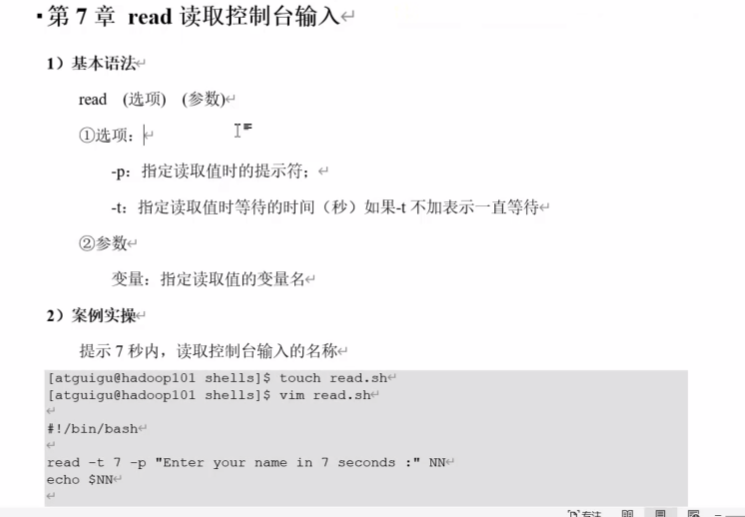 第 7 章 read 读取控制台输入
1）基本语法
read （选项） （参数）
①选项：
-p：指定读取值时的提示符；
-t：指定读取值时等待的时间（秒）如果-t 不加表示一直等待
②参数
变量：指定读取值的变量名
2）案例实操
提示 7 秒内，读取控制台输入的名称
[atguigu@hadoop101 shells]$ touch read.sh
[atguigu@hadoop101 shells]$ vim read.sh
#!/bin/bash
read -t 7 -p "Enter your name in 7 seconds :" NN
echo $NN